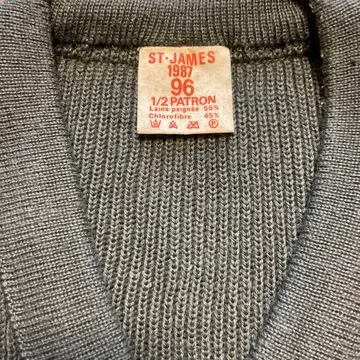 ST-JAMES
1987
96
1/2 PATRON
Laine peignée 55%
Chlorofibre 45%
P